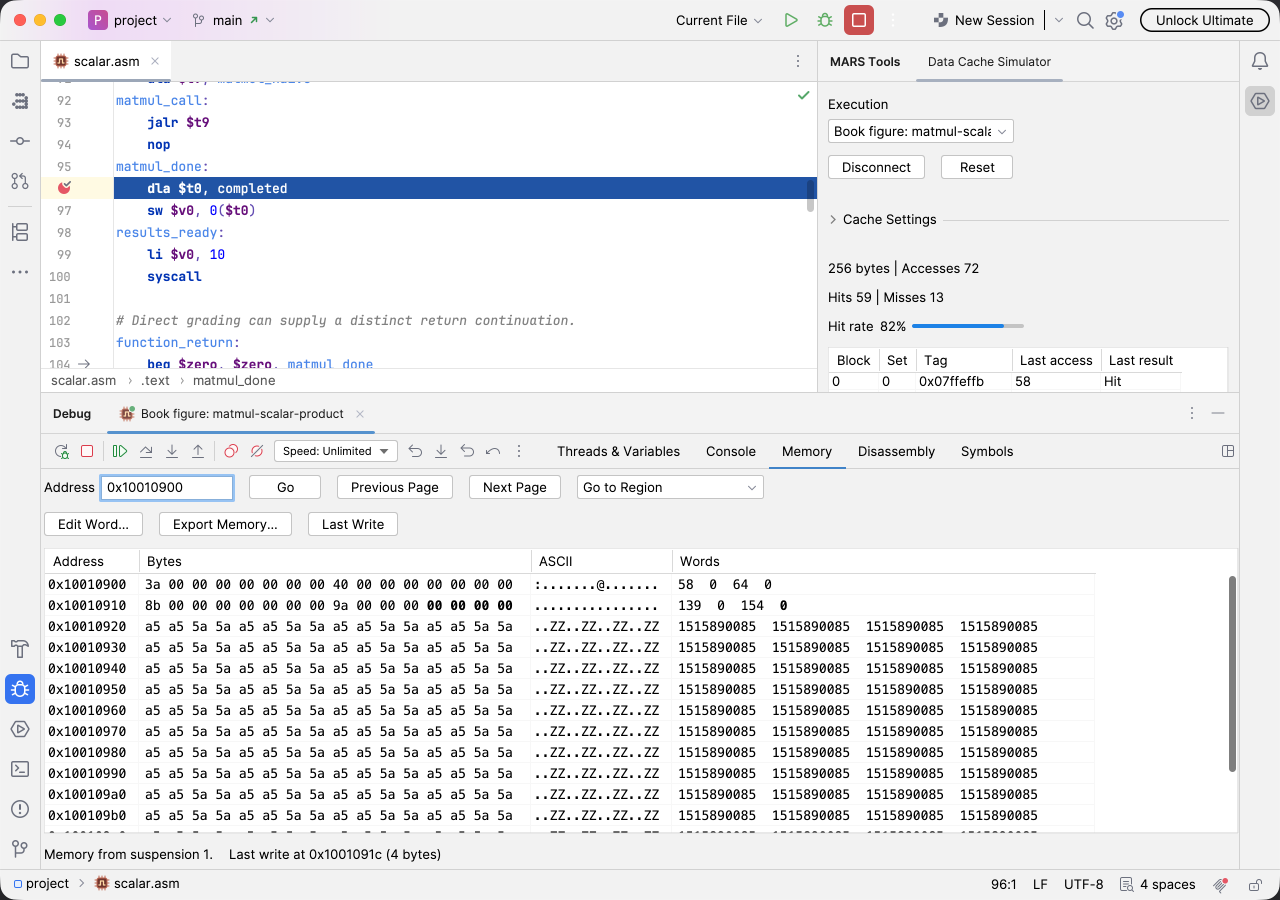 P project main Current File New Session Unlock Ultimate
scalar.asm
MARS Tools Data Cache Simulator
92 matmul_call:
93 jalr $t9
94 nop
95 matmul_done:
dla $t0, completed
97 sw $v0, 0($t0)
98 results_ready:
99 li $v0, 10
100 syscall
101
102 # Direct grading can supply a distinct return continuation.
103 function_return:
104 beq $zero, $zero, matmul_done
scalar.asm › .text › matmul_done
Execution
Book figure: matmul-scala
Disconnect Reset
Cache Settings
256 bytes | Accesses 72
Hits 59 | Misses 13
Hit rate 82%
Block Set Tag Last access Last result
0 0 0x07ffeffb 58 Hit
Debug Book figure: matmul-scalar-product
Speed: Unlimited Threads & Variables Console Memory Disassembly Symbols
Address 0x10010900 Go Previous Page Next Page Go to Region
Edit Word... Export Memory... Last Write
Address Bytes ASCII Words
0x10010900 3a 00 00 00 00 00 00 00 40 00 00 00 00 00 00 00 :.......@....... 58 0 64 0
0x10010910 8b 00 00 00 00 00 00 00 9a 00 00 00 00 00 00 00 ................ 139 0 154 0
0x10010920 a5 a5 5a 5a a5 a5 5a 5a a5 a5 5a 5a a5 a5 5a 5a ..ZZ..ZZ..ZZ..ZZ 1515890085 1515890085 1515890085 1515890085
0x10010930 a5 a5 5a 5a a5 a5 5a 5a a5 a5 5a 5a a5 a5 5a 5a ..ZZ..ZZ..ZZ..ZZ 1515890085 1515890085 1515890085 1515890085
0x10010940 a5 a5 5a 5a a5 a5 5a 5a a5 a5 5a 5a a5 a5 5a 5a ..ZZ..ZZ..ZZ..ZZ 1515890085 1515890085 1515890085 1515890085
0x10010950 a5 a5 5a 5a a5 a5 5a 5a a5 a5 5a 5a a5 a5 5a 5a ..ZZ..ZZ..ZZ..ZZ 1515890085 1515890085 1515890085 1515890085
0x10010960 a5 a5 5a 5a a5 a5 5a 5a a5 a5 5a 5a a5 a5 5a 5a ..ZZ..ZZ..ZZ..ZZ 1515890085 1515890085 1515890085 1515890085
0x10010970 a5 a5 5a 5a a5 a5 5a 5a a5 a5 5a 5a a5 a5 5a 5a ..ZZ..ZZ..ZZ..ZZ 1515890085 1515890085 1515890085 1515890085
0x10010980 a5 a5 5a 5a a5 a5 5a 5a a5 a5 5a 5a a5 a5 5a 5a ..ZZ..ZZ..ZZ..ZZ 1515890085 1515890085 1515890085 1515890085
0x10010990 a5 a5 5a 5a a5 a5 5a 5a a5 a5 5a 5a a5 a5 5a 5a ..ZZ..ZZ..ZZ..ZZ 1515890085 1515890085 1515890085 1515890085
0x100109a0 a5 a5 5a 5a a5 a5 5a 5a a5 a5 5a 5a a5 a5 5a 5a ..ZZ..ZZ..ZZ..ZZ 1515890085 1515890085 1515890085 1515890085
0x100109b0 a5 a5 5a 5a a5 a5 5a 5a a5 a5 5a 5a a5 a5 5a 5a ..ZZ..ZZ..ZZ..ZZ 1515890085 1515890085 1515890085 1515890085
Memory from suspension 1. Last write at 0x1001091c (4 bytes)
project › scalar.asm 96:1 LF UTF-8 4 spaces